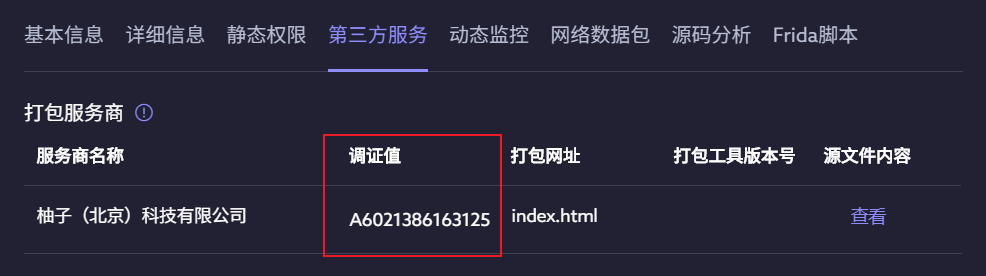 基本信息 详细信息 静态权限 第三方服务 动态监控 网络数据包 源码分析 Frida脚本
打包服务商
服务商名称 调证值 打包网址 打包工具版本号 源文件内容
柚子（北京）科技有限公司 A6021386163125 index.html 查看